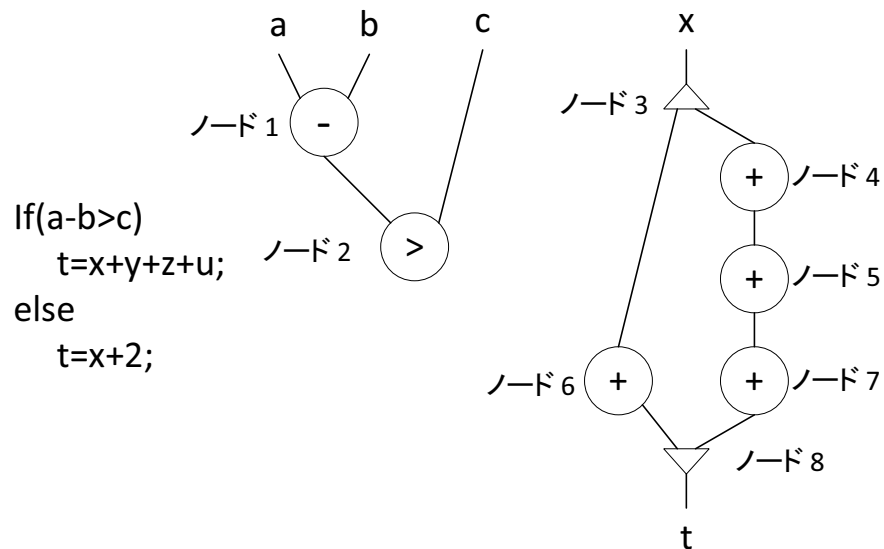 a b c x
ノード 1
-
ノード 3
+
ノード 4
If(a-b>c)
t=x+y+z+u;
else
t=x+2;
ノード 2
>
+
ノード 5
ノード 6
+
+
ノード 7
ノード 8
t